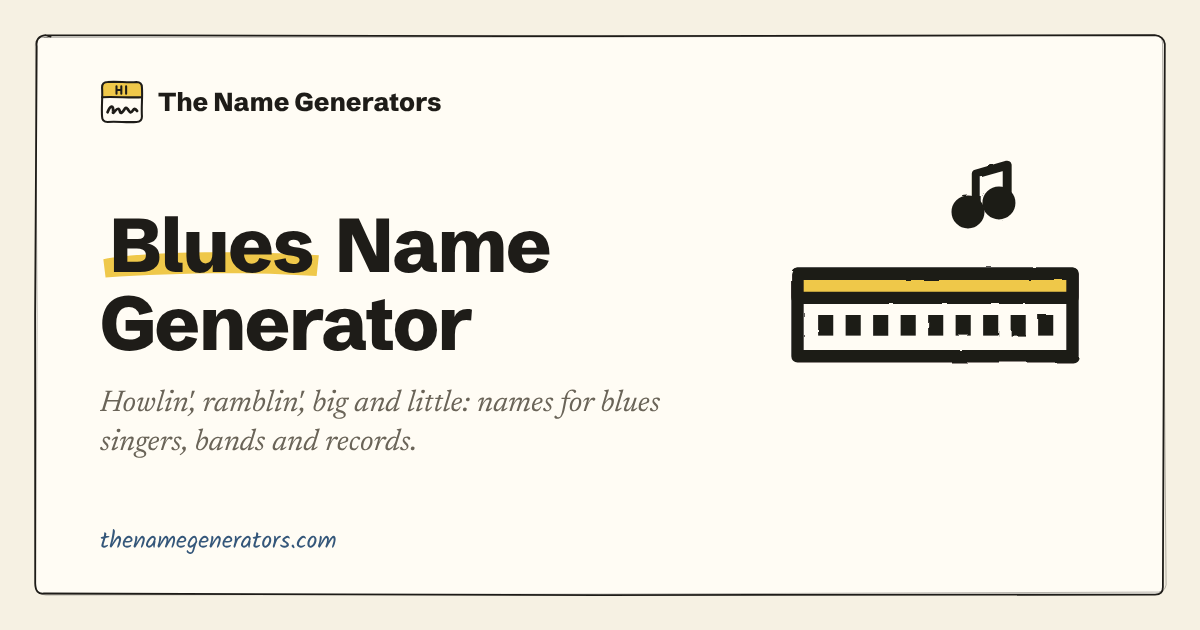 HI
The Name Generators
Blues Name
Generator
Howlin', ramblin', big and little: names for blues
singers, bands and records.
thenamegenerators.com